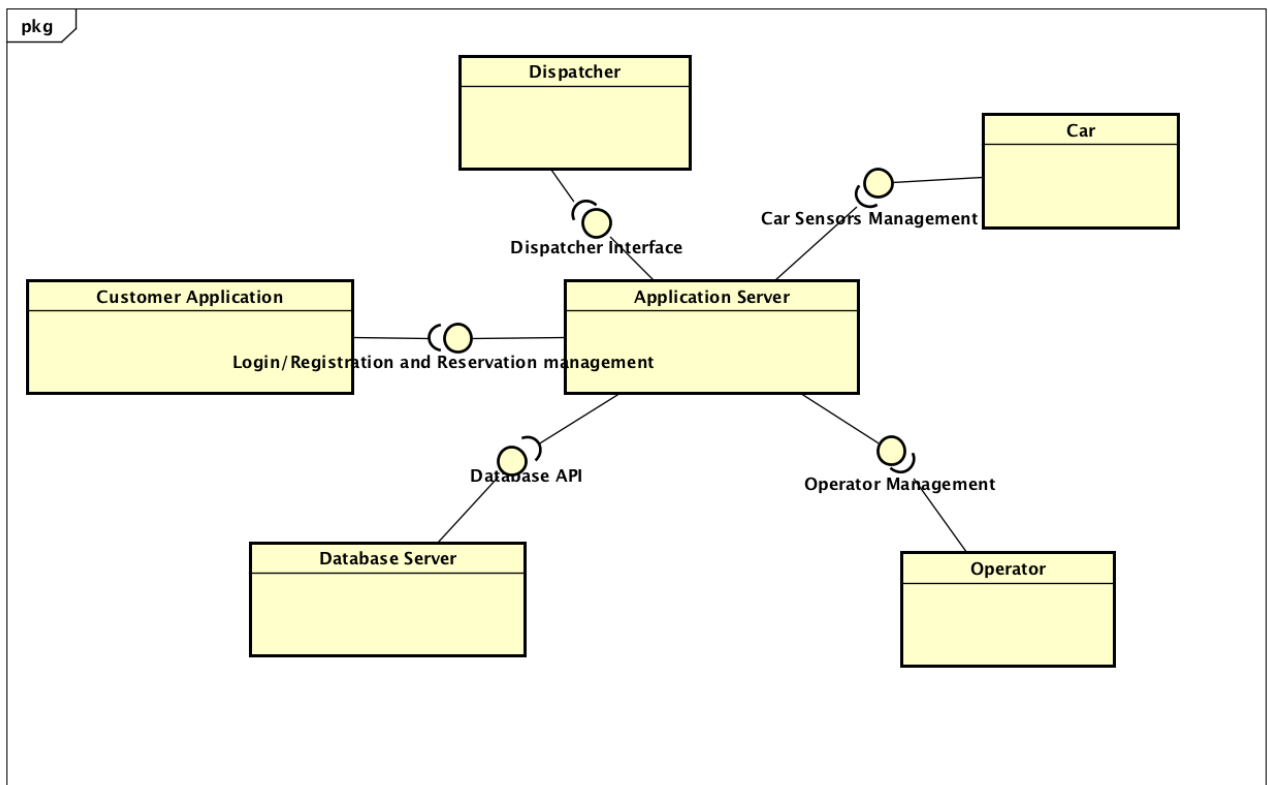 pkg
Dispatcher
Car
Car Sensors Management
Dispatcher Interface
Customer Application
Application Server
Login/Registration and Reservation management
Database API
Operator Management
Database Server
Operator